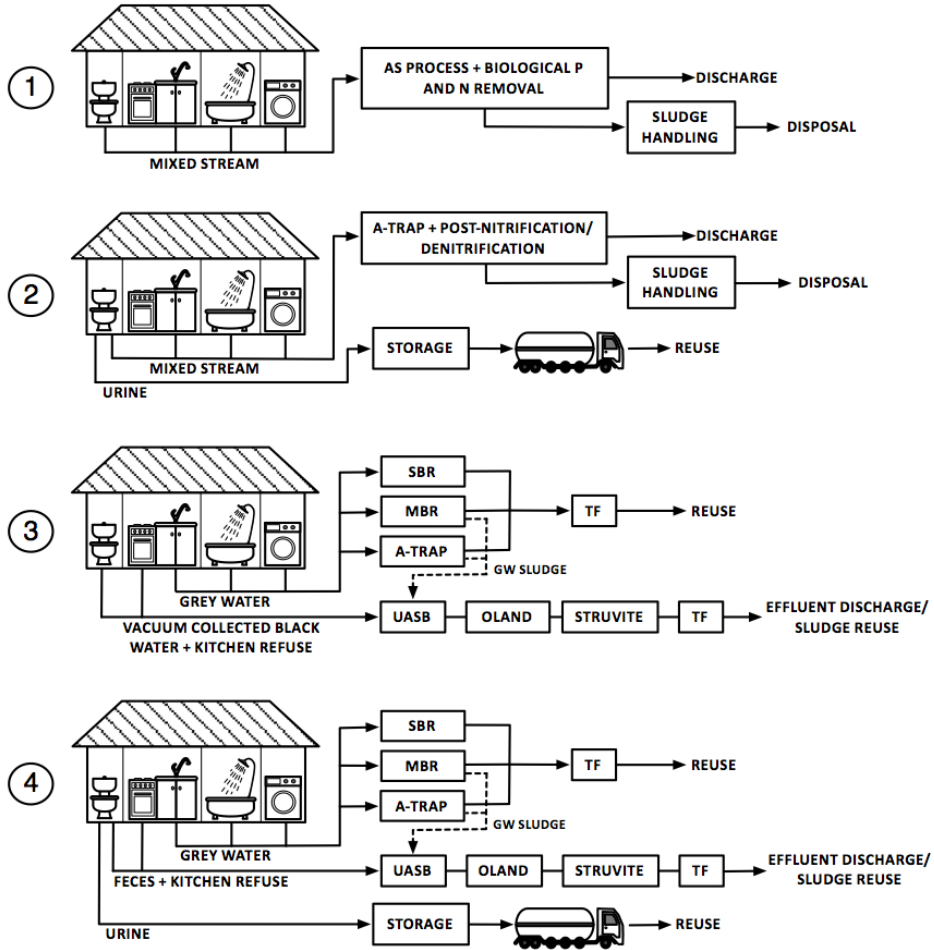 1
AS PROCESS + BIOLOGICAL P
AND N REMOVAL
DISCHARGE
SLUDGE
HANDLING
DISPOSAL
MIXED STREAM
2
A-TRAP + POST-NITRIFICATION/
DENITRIFICATION
DISCHARGE
SLUDGE
HANDLING
DISPOSAL
MIXED STREAM
STORAGE
REUSE
URINE
3
SBR
MBR
TF
REUSE
A-TRAP
GW SLUDGE
GREY WATER
UASB
OLAND
STRUVITE
TF
EFFLUENT DISCHARGE/
SLUDGE REUSE
VACUUM COLLECTED BLACK
WATER + KITCHEN REFUSE
4
SBR
MBR
TF
REUSE
A-TRAP
GW SLUDGE
GREY WATER
UASB
OLAND
STRUVITE
TF
EFFLUENT DISCHARGE/
SLUDGE REUSE
FECES + KITCHEN REFUSE
STORAGE
REUSE
URINE